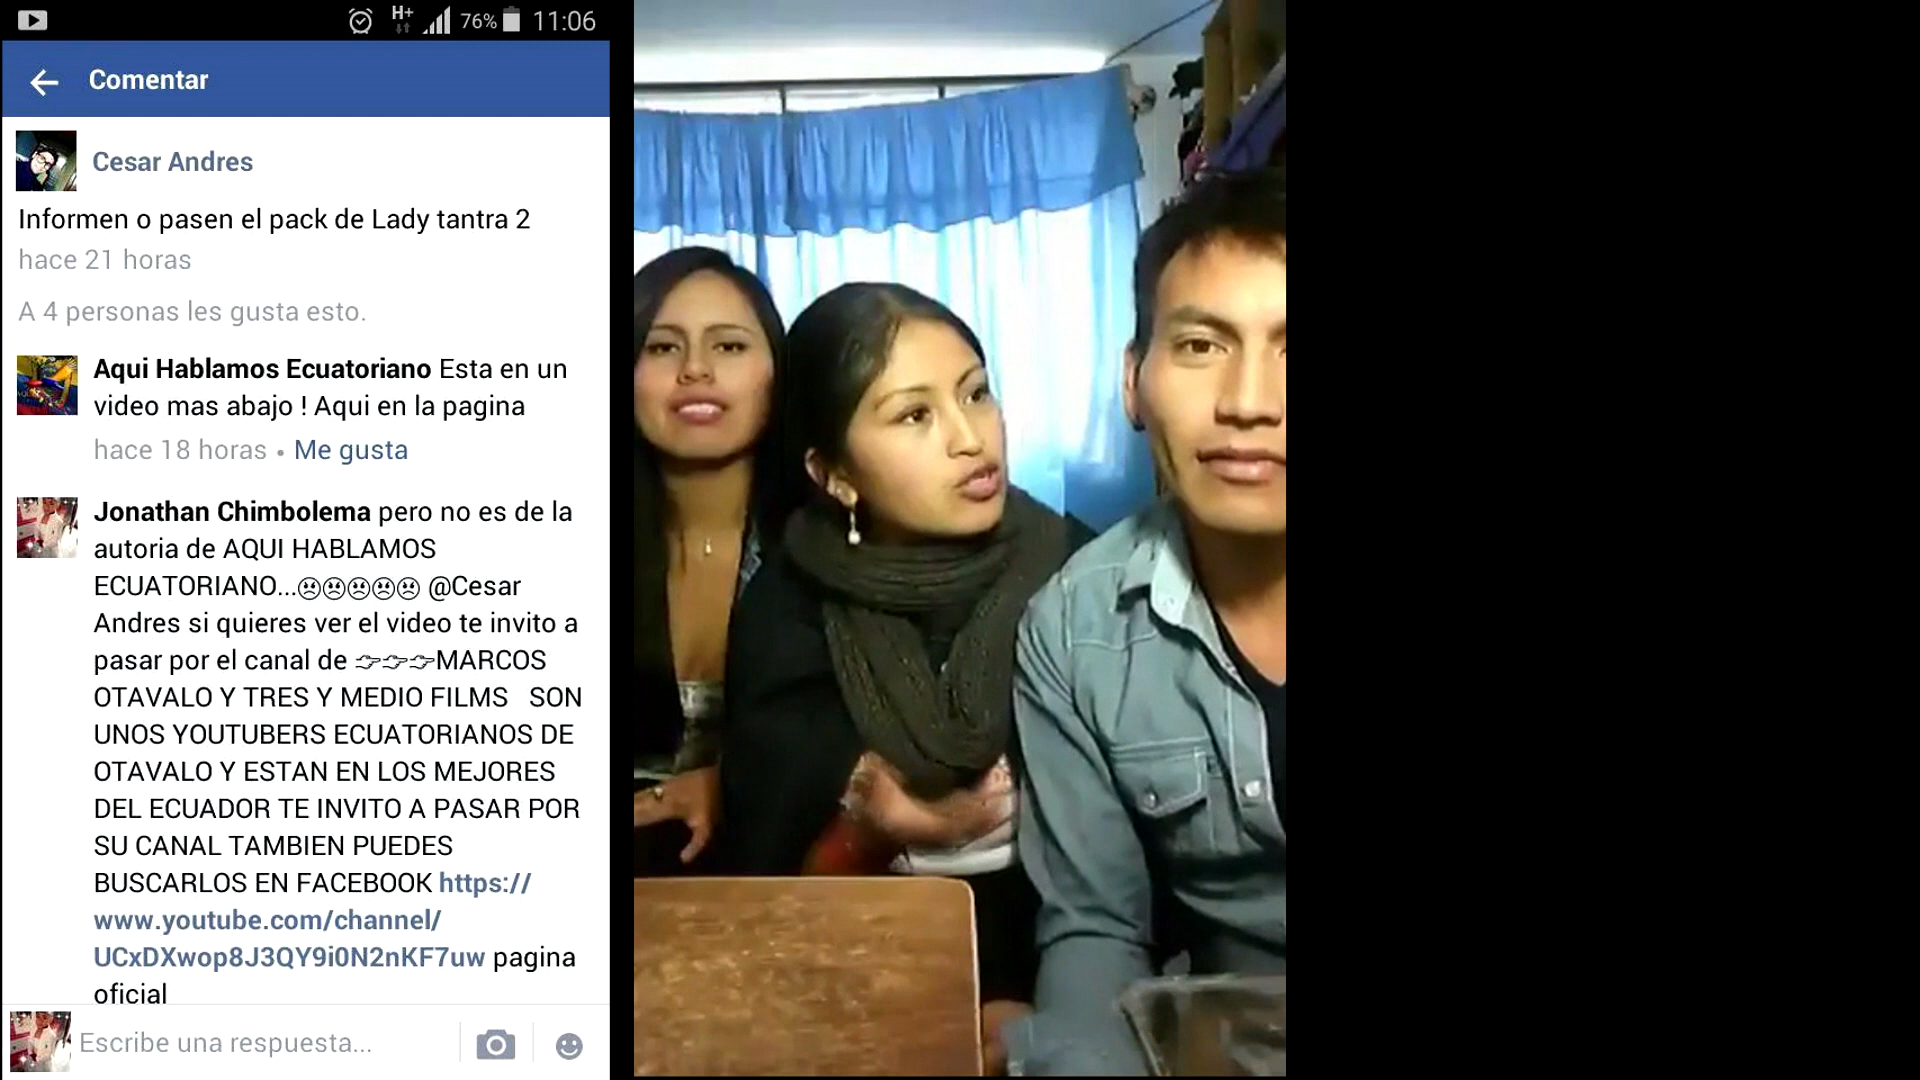 H+ 76% 11:06
Comentar
Cesar Andres
Informen o pasen el pack de Lady tantra 2
hace 21 horas
A 4 personas les gusta esto.
Aqui Hablamos Ecuatoriano Esta en un
video mas abajo ! Aqui en la pagina
hace 18 horas • Me gusta
Jonathan Chimbolema pero no es de la
autoria de AQUI HABLAMOS
ECUATORIANO...😠😠😠😠😠 @Cesar
Andres si quieres ver el video te invito a
pasar por el canal de 👉👉👉MARCOS
OTAVALO Y TRES Y MEDIO FILMS SON
UNOS YOUTUBERS ECUATORIANOS DE
OTAVALO Y ESTAN EN LOS MEJORES
DEL ECUADOR TE INVITO A PASAR POR
SU CANAL TAMBIEN PUEDES
BUSCARLOS EN FACEBOOK https://
www.youtube.com/channel/
UCxDXwop8J3QY9i0N2nKF7uw pagina
oficial
Escribe una respuesta...